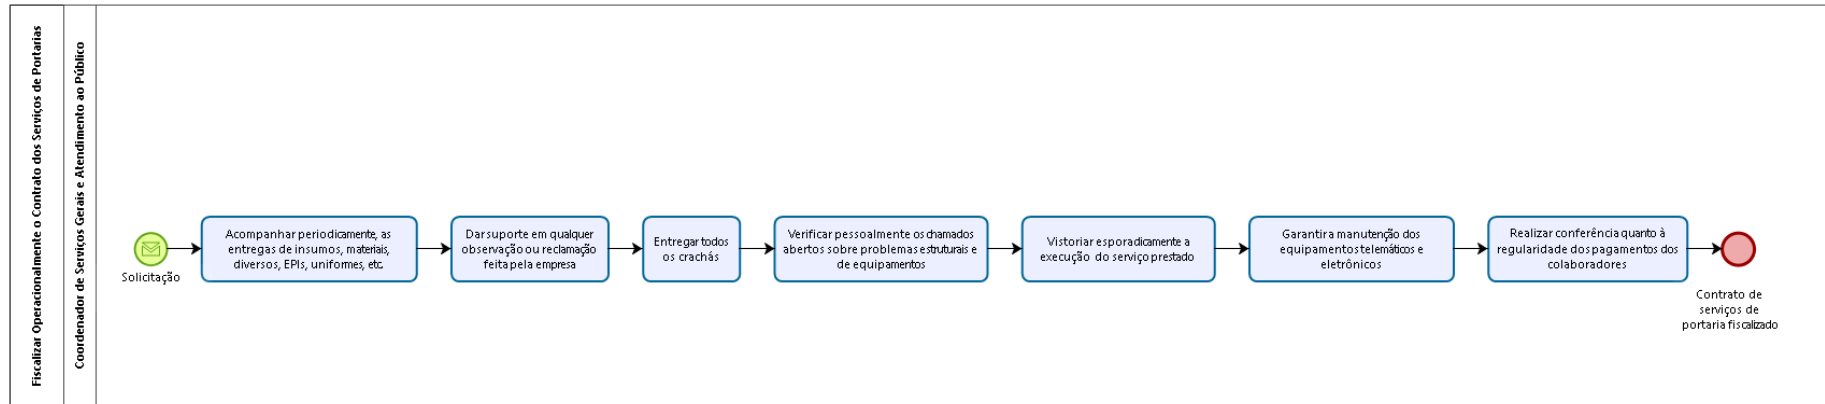 Fiscalizar Operacionalmente o Contrato dos Serviços de Portarias
Coordenador de Serviços Gerais e Atendimento ao Público
Solicitação
Acompanhar periodicamente, as
entregas de insumos, materiais,
diversos, EPIs, uniformes, etc.
Dar suporte em qualquer
observação ou reclamação
feita pela empresa
Entregar todos
os crachás
Verificar pessoalmente os chamados
abertos sobre problemas estruturais e
de equipamentos
Vistoriar esporadicamente a
execução do serviço prestado
Garantir a manutenção dos
equipamentos telemáticos e
eletrônicos
Realizar conferência quanto à
regularidade dos pagamentos dos
colaboradores
Contrato de
serviços de
portaria fiscalizado